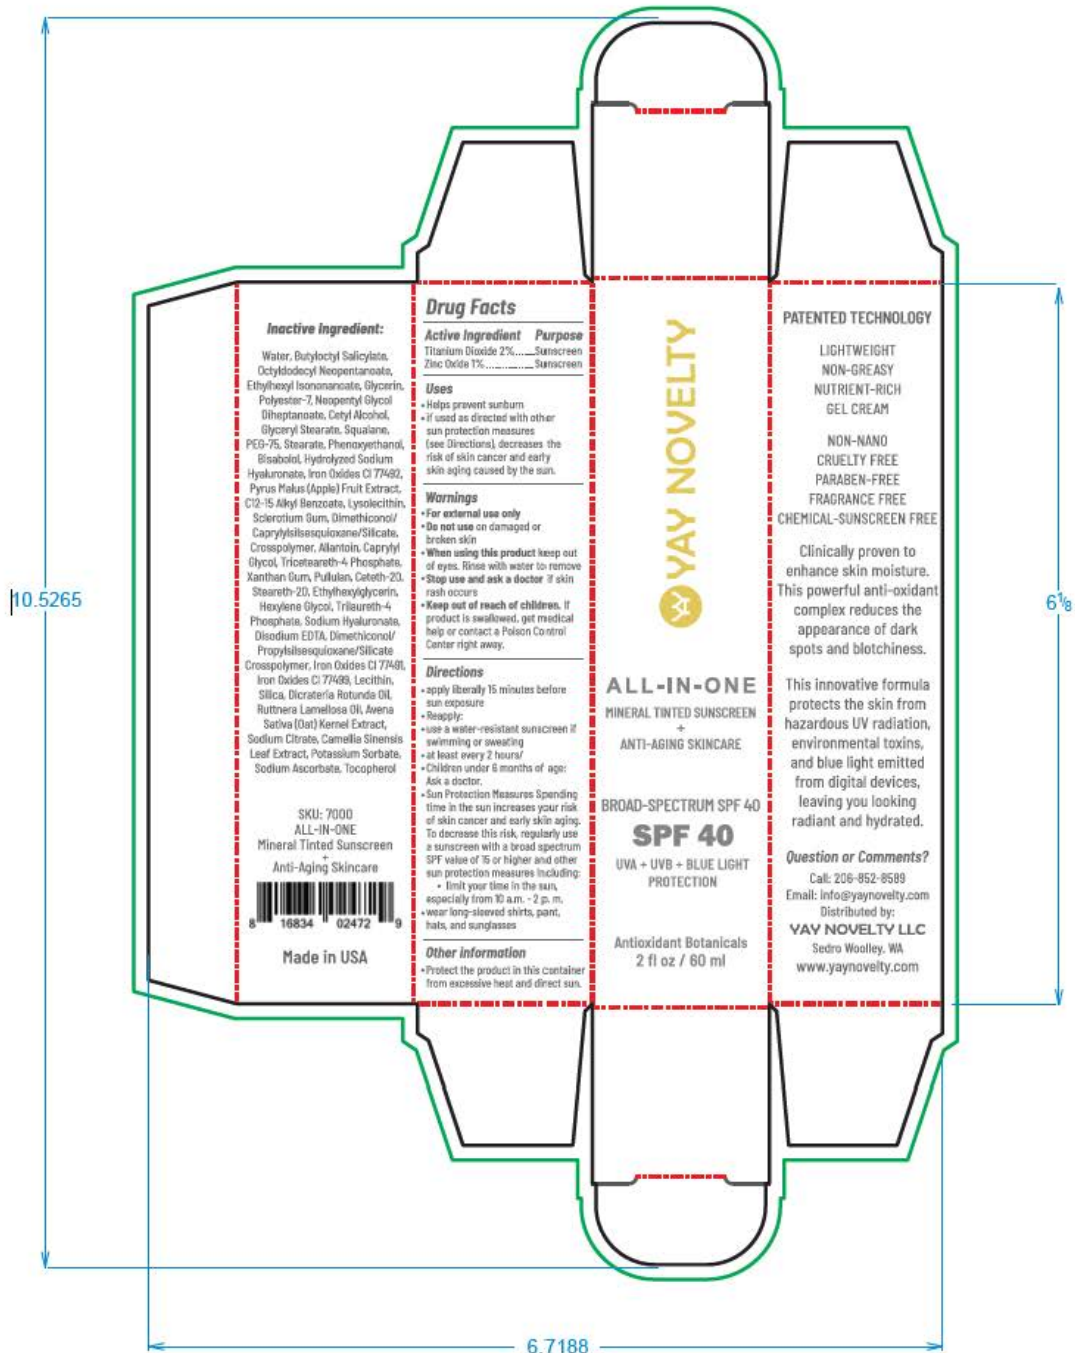 10.5265
Inactive Ingredient:
Water, Butyloctyl Salicylate,
Octyldodecyl Neopentanoate,
Ethylhexyl Isononanoate, Glycerin,
Polyester-7, Neopentyl Glycol
Diheptanoate, Cetyl Alcohol,
Glyceryl Stearate, Squalane,
PEG-75, Stearate, Phenoxyethanol,
Bisabolol, Hydrolyzed Sodium
Hyaluronate, Iron Oxides CI 77492,
Pyrus Malus (Apple) Fruit Extract,
C12-15 Alkyl Benzoate, Lysolecithin,
Sclerotium Gum, Dimethiconol/
Caprylylsilsesquioxane/Silicate,
Crosspolymer, Allantoin, Caprylyl
Glycol, Triceteareth-4 Phosphate,
Xanthan Gum, Pullulan, Ceteth-20,
Steareth-20, Ethylhexylglycerin,
Hexylene Glycol, Trilaureth-4
Phosphate, Sodium Hyaluronate,
Disodium EDTA, Dimethiconol/
Propylsilsesquioxane/Silicate
Crosspolymer, Iron Oxides CI 77491,
Iron Oxides CI 77499, Lecithin,
Silica, Dicrateria Rotunda Oil,
Ruttnera Lamellosa Oil, Avena
Sativa (Oat) Kernel Extract,
Sodium Citrate, Camellia Sinensis
Leaf Extract, Potassium Sorbate,
Sodium Ascorbate, Tocopherol
SKU: 7000
ALL-IN-ONE
Mineral Tinted Sunscreen
+
Anti-Aging Skincare
8 16834 02472 9
Made in USA
Drug Facts
Active Ingredient Purpose
Titanium Dioxide 2%......Sunscreen
Zinc Oxide 1%...............Sunscreen
Uses
• Helps prevent sunburn
• if used as directed with other
sun protection measures
(see Directions), decreases the
risk of skin cancer and early
skin aging caused by the sun.
Warnings
• For external use only
• Do not use on damaged or
broken skin
• When using this product keep out
of eyes. Rinse with water to remove
• Stop use and ask a doctor if skin
rash occurs
• Keep out of reach of children. If
product is swallowed, get medical
help or contact a Poison Control
Center right away.
Directions
• apply liberally 15 minutes before
sun exposure
• Reapply:
• use a water-resistant sunscreen if
swimming or sweating
• at least every 2 hours/
• Children under 6 months of age:
Ask a doctor.
• Sun Protection Measures Spending
time in the sun increases your risk
of skin cancer and early skin aging.
To decrease this risk, regularly use
a sunscreen with a broad spectrum
SPF value of 15 or higher and other
sun protection measures including:
• limit your time in the sun,
especially from 10 a.m. - 2 p. m.
• wear long-sleeved shirts, pant,
hats, and sunglasses
Other information
• Protect the product in this container
from excessive heat and direct sun.
YAY YAY NOVELTY
ALL-IN-ONE
MINERAL TINTED SUNSCREEN
+
ANTI-AGING SKINCARE
BROAD-SPECTRUM SPF 40
SPF 40
UVA + UVB + BLUE LIGHT
PROTECTION
Antioxidant Botanicals
2 fl oz / 60 ml
PATENTED TECHNOLOGY
LIGHTWEIGHT
NON-GREASY
NUTRIENT-RICH
GEL CREAM
NON-NANO
CRUELTY FREE
PARABEN-FREE
FRAGRANCE FREE
CHEMICAL-SUNSCREEN FREE
Clinically proven to
enhance skin moisture.
This powerful anti-oxidant
complex reduces the
appearance of dark
spots and blotchiness.
This innovative formula
protects the skin from
hazardous UV radiation,
environmental toxins,
and blue light emitted
from digital devices,
leaving you looking
radiant and hydrated.
Question or Comments?
Call: 206-852-8589
Email: info@yaynovelty.com
Distributed by:
YAY NOVELTY LLC
Sedro Woolley, WA
www.yaynovelty.com
6⅛
6.7188